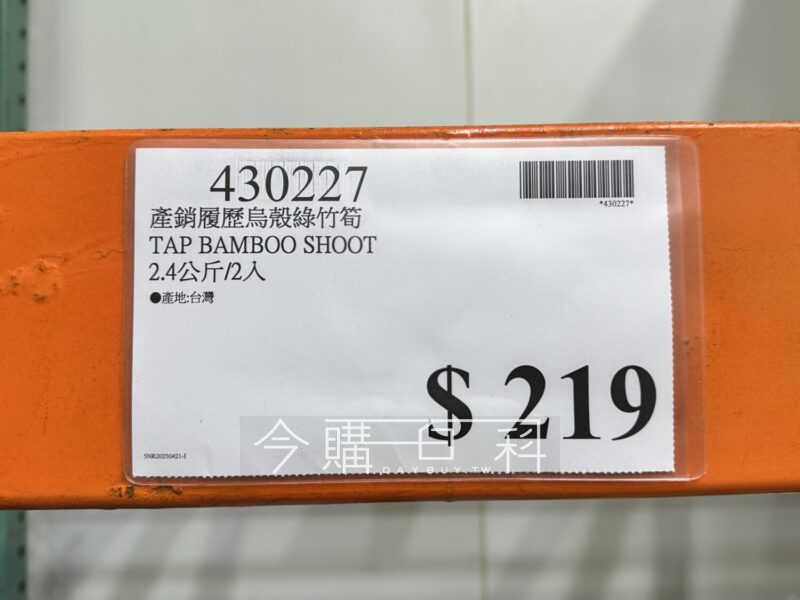 430227
*430227*
產銷履歷烏殼綠竹筍
TAP BAMBOO SHOOT
2.4公斤/2入
●產地:台灣
$ 219
5NR20250421-I
今購百科
DAYBUY.TW